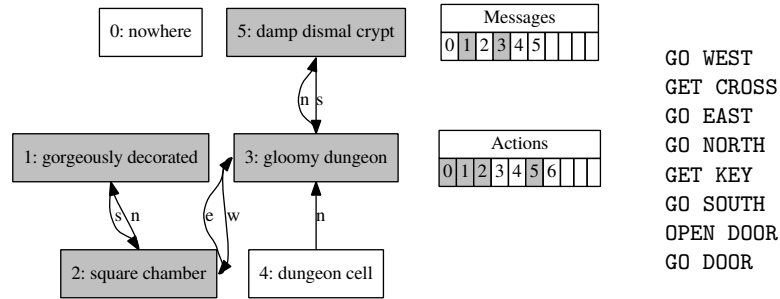 0: nowhere
5: damp dismal crypt
Messages
0 1 2 3 4 5
n s
1: gorgeously decorated
3: gloomy dungeon
Actions
0 1 2 3 4 5 6
s n
e w
n
2: square chamber
4: dungeon cell
GO WEST
GET CROSS
GO EAST
GO NORTH
GET KEY
GO SOUTH
OPEN DOOR
GO DOOR